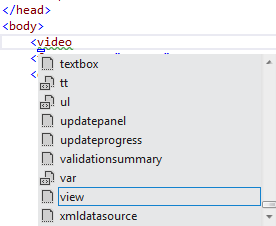 </head>
<body>
<video
<
textbox
<
tt
ul
updatepanel
updateprogress
validationsummary
var
view
xmldatasource